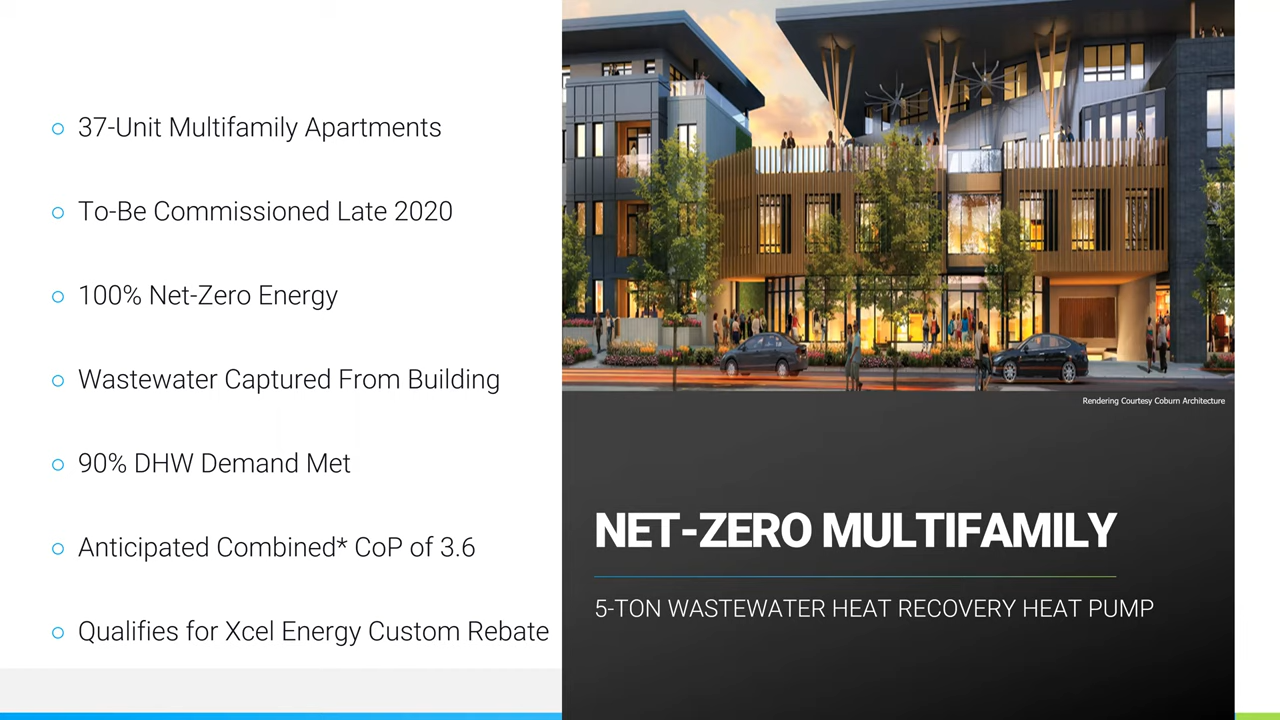 37-Unit Multifamily Apartments
To-Be Commissioned Late 2020
100% Net-Zero Energy
Wastewater Captured From Building
90% DHW Demand Met
Anticipated Combined* CoP of 3.6
Qualifies for Xcel Energy Custom Rebate
Rendering Courtesy Coburn Architecture
NET-ZERO MULTIFAMILY
5-TON WASTEWATER HEAT RECOVERY HEAT PUMP